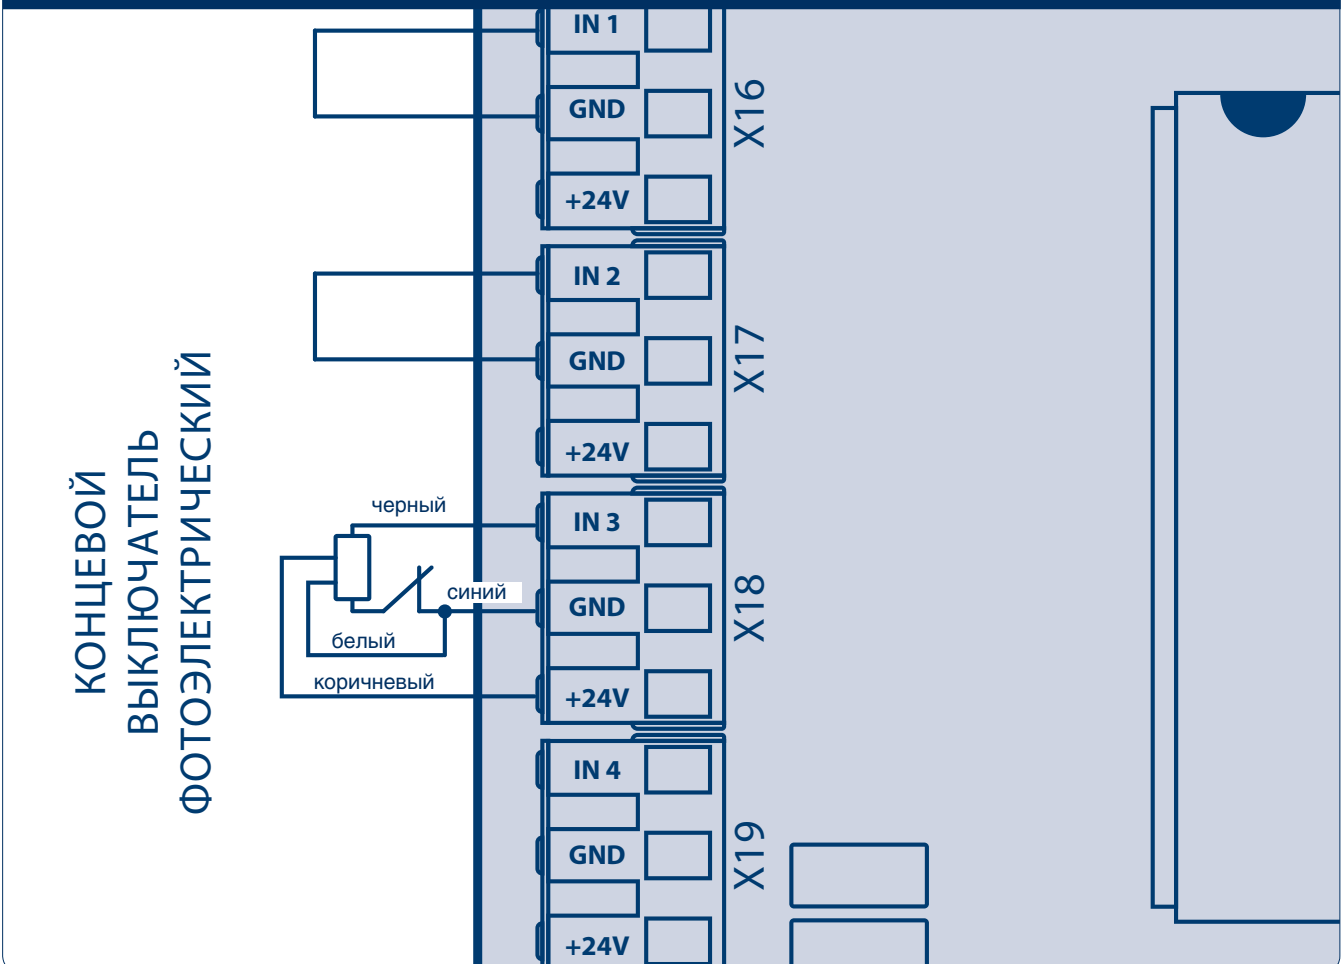 КОНЦЕВОЙ
ВЫКЛЮЧАТЕЛЬ
ФОТОЭЛЕКТРИЧЕСКИЙ
IN 1
GND
+24V
X16
IN 2
GND
+24V
X17
черный
синий
белый
коричневый
IN 3
GND
+24V
X18
IN 4
GND
+24V
X19